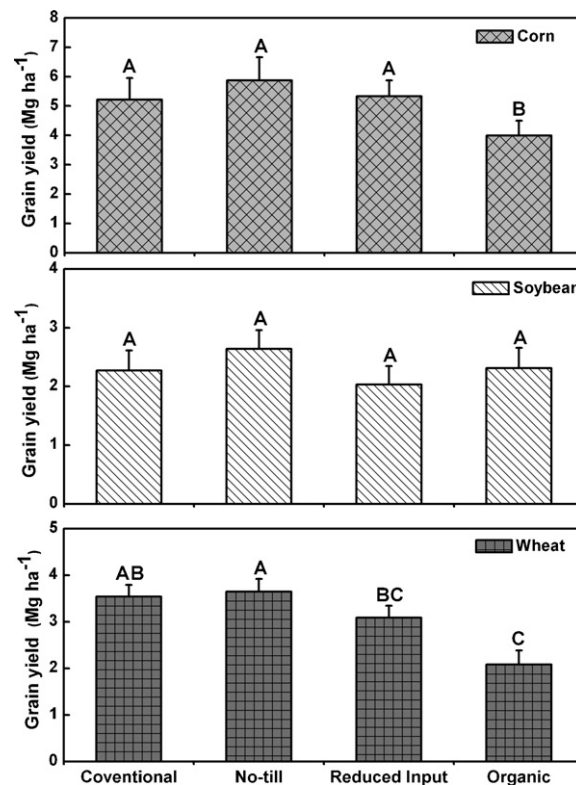 8
7
6
5
4
3
2
1
0
Grain yield (Mg ha⁻¹)
A
A
A
B
Corn
4
3
2
1
0
Grain yield (Mg ha⁻¹)
A
A
A
A
Soybean
5
4
3
2
1
0
Grain yield (Mg ha⁻¹)
AB
A
BC
C
Wheat
Coventional No-till Reduced Input Organic